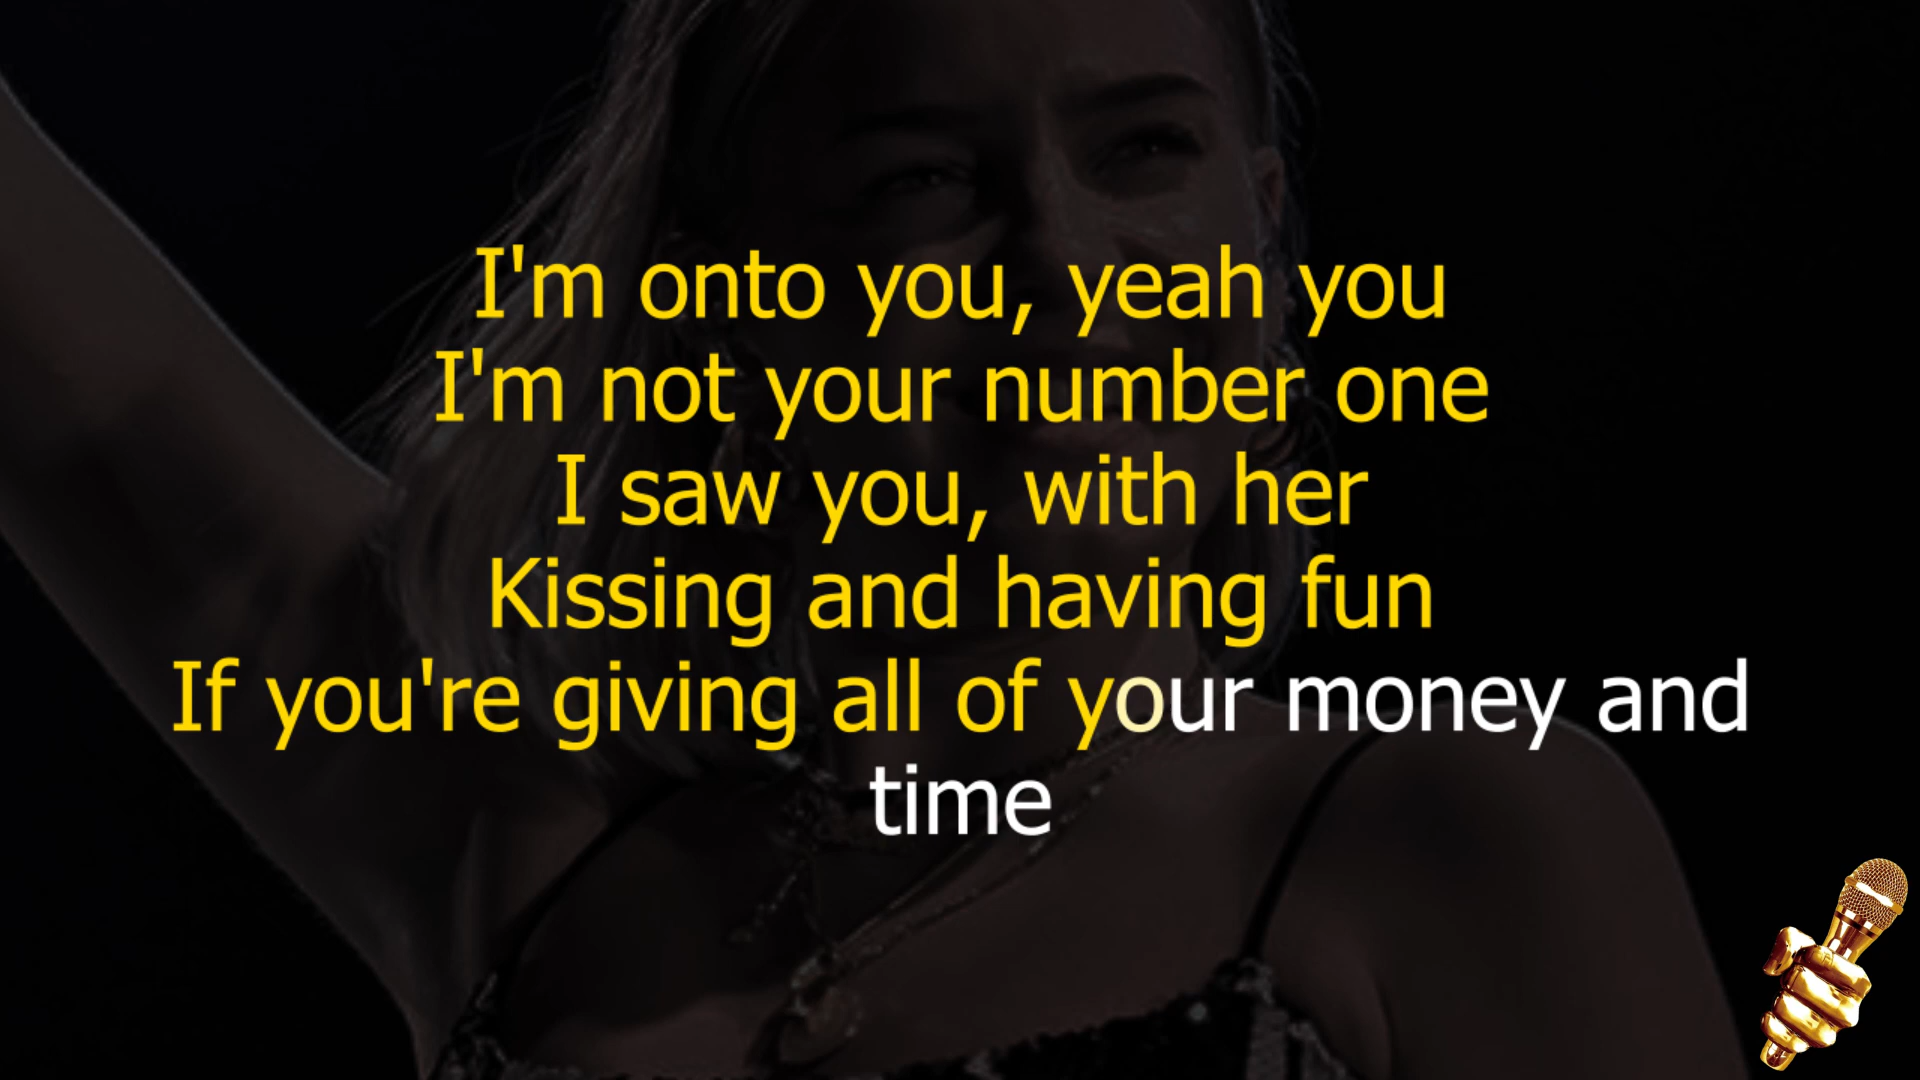 I'm onto you, yeah you
I'm not your number one
I saw you, with her
Kissing and having fun
If you're giving all of your money and
time